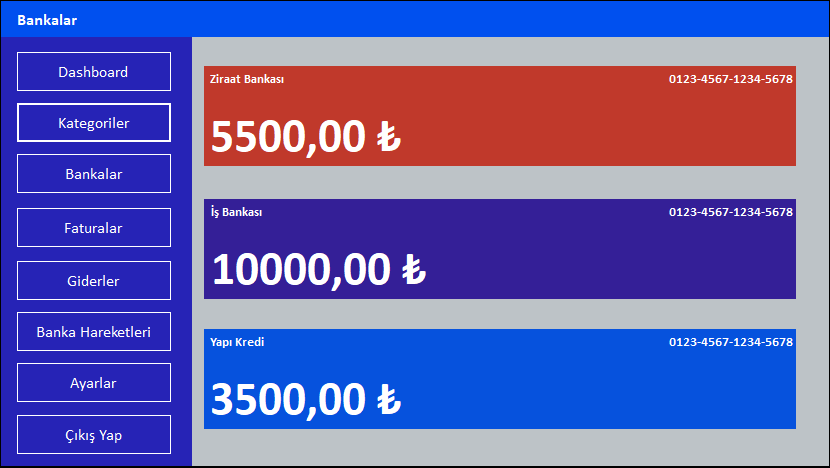 Bankalar
Dashboard
Kategoriler
Bankalar
Faturalar
Giderler
Banka Hareketleri
Ayarlar
Çıkış Yap
Ziraat Bankası 0123-4567-1234-5678
5500,00 ₺
İş Bankası 0123-4567-1234-5678
10000,00 ₺
Yapı Kredi 0123-4567-1234-5678
3500,00 ₺